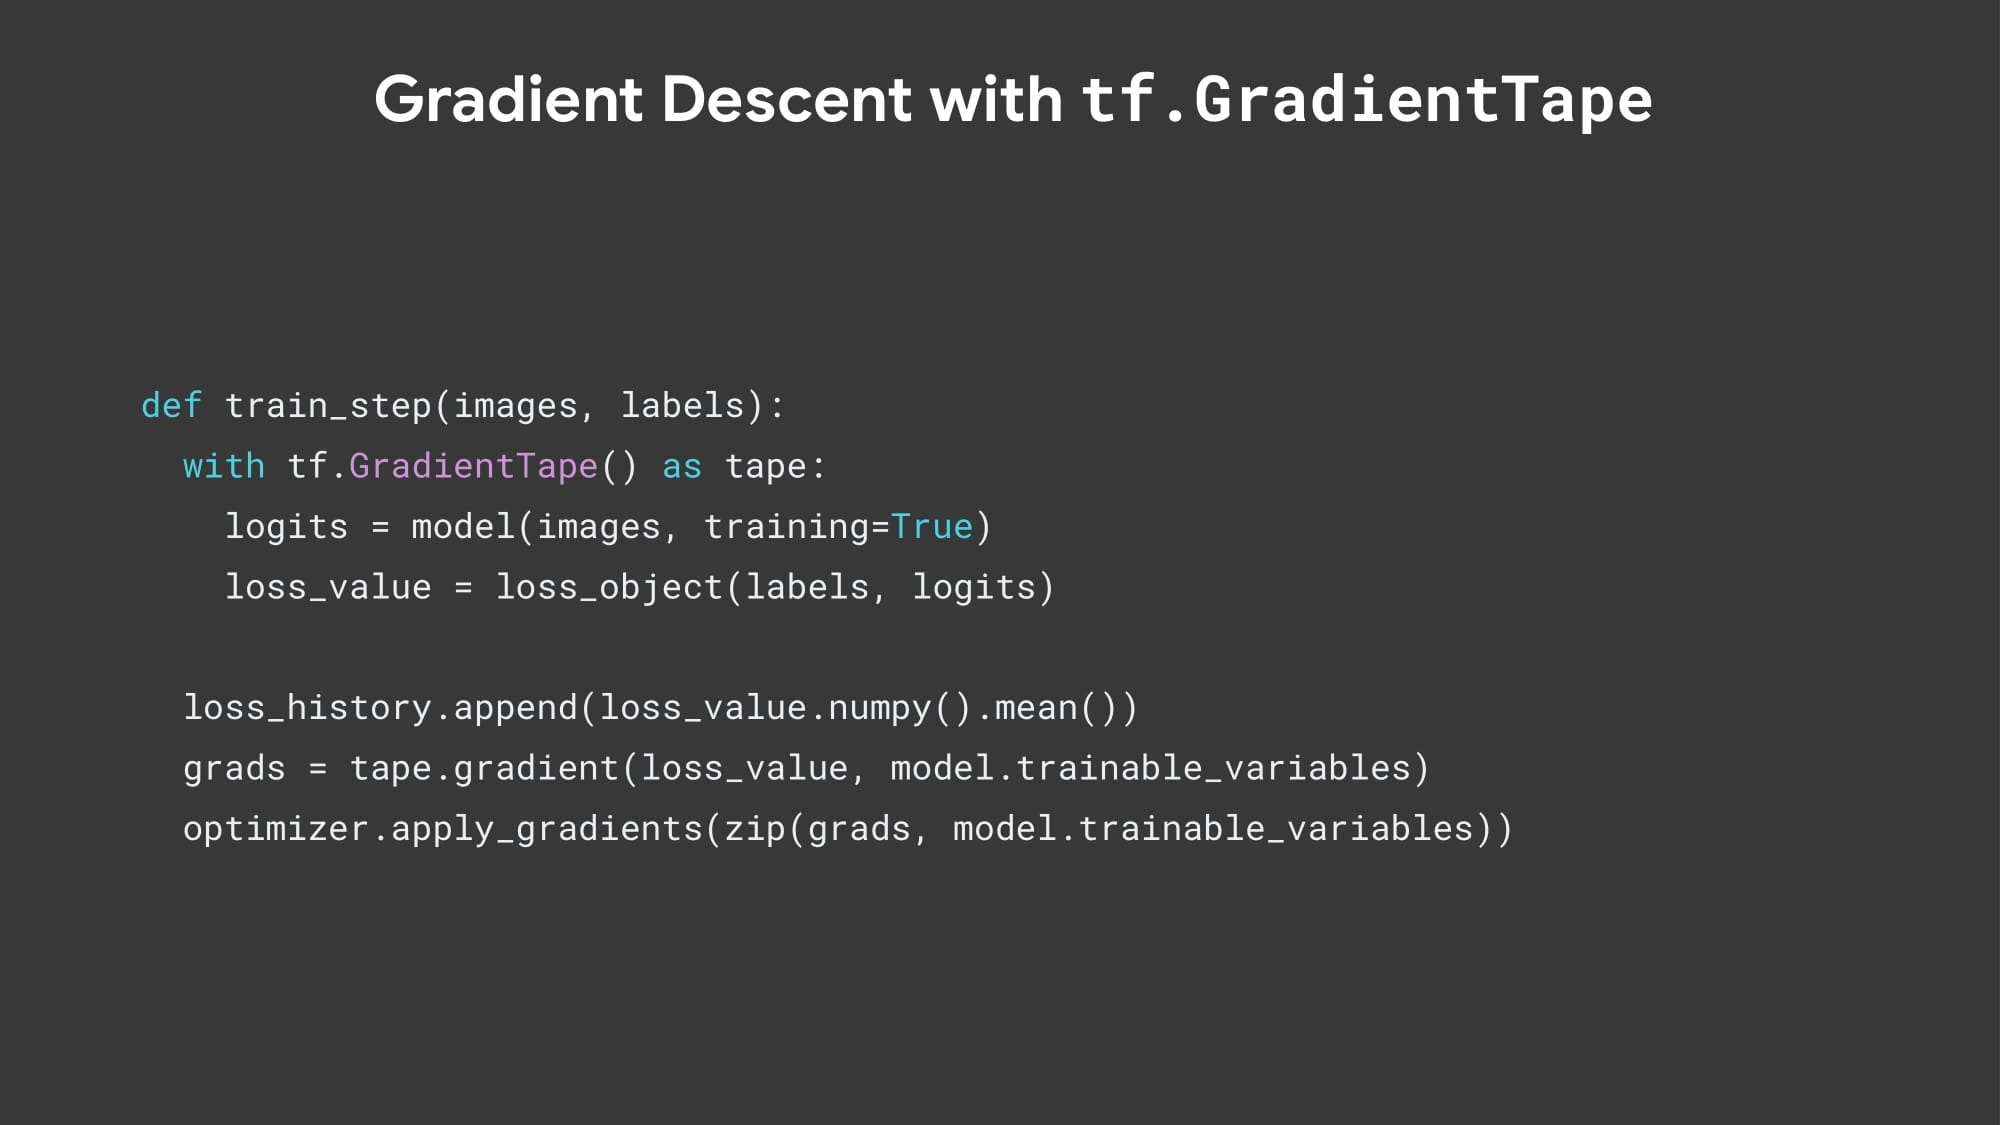 Gradient Descent with tf.GradientTape
def train_step(images, labels):
  with tf.GradientTape() as tape:
    logits = model(images, training=True)
    loss_value = loss_object(labels, logits)

  loss_history.append(loss_value.numpy().mean())
  grads = tape.gradient(loss_value, model.trainable_variables)
  optimizer.apply_gradients(zip(grads, model.trainable_variables))